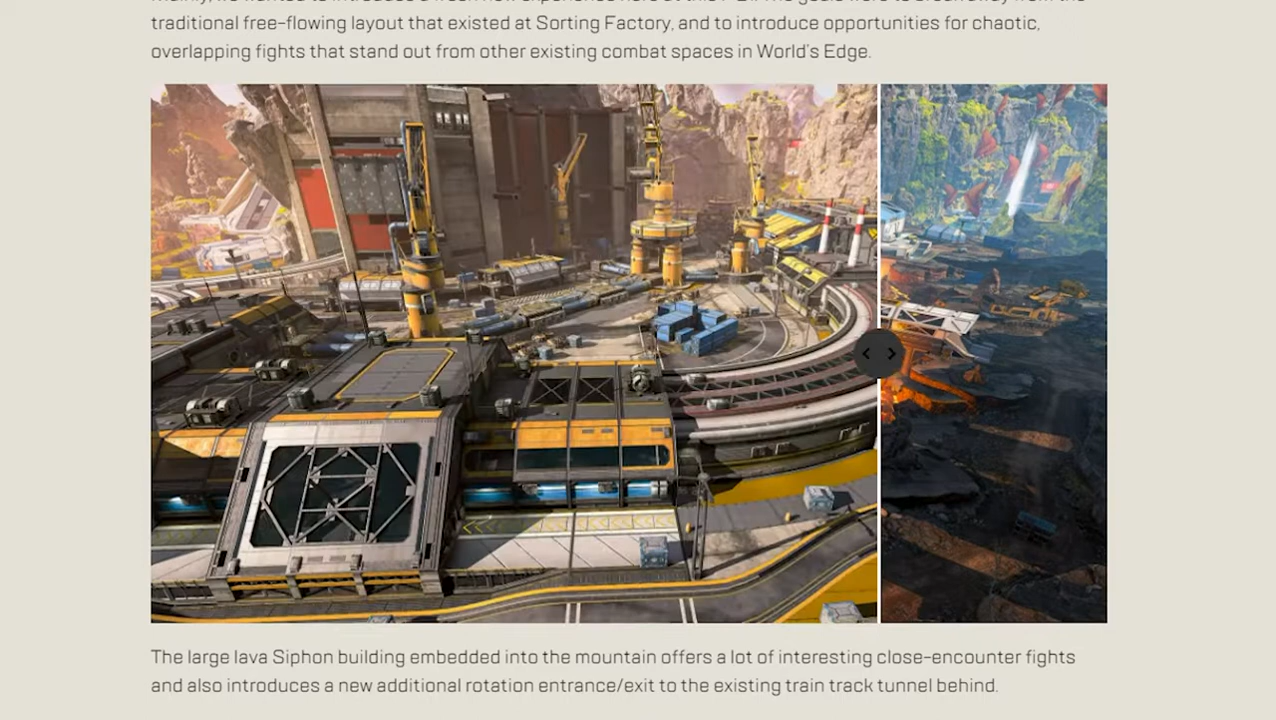 traditional free-flowing layout that existed at Sorting Factory, and to introduce opportunities for chaotic,
overlapping fights that stand out from other existing combat spaces in World's Edge.
The large lava Siphon building embedded into the mountain offers a lot of interesting close-encounter fights
and also introduces a new additional rotation entrance/exit to the existing train track tunnel behind.